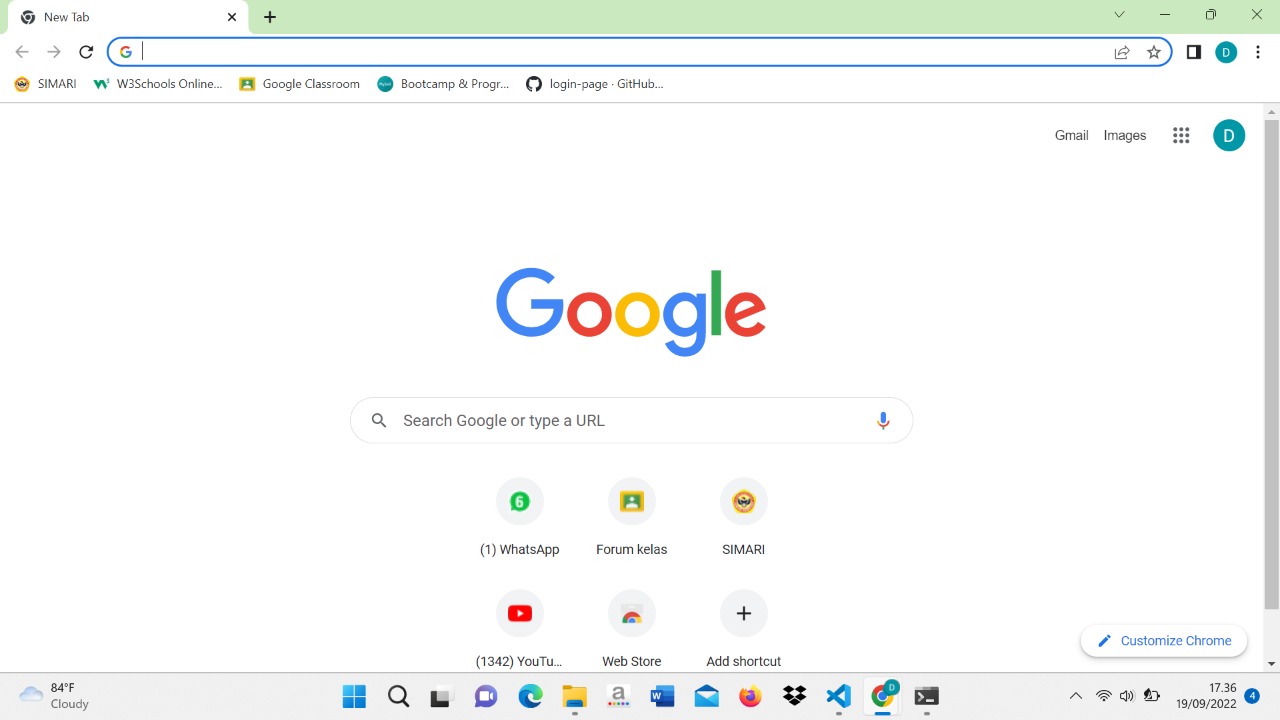 New Tab
SIMARI
W3Schools Online...
Google Classroom
Bootcamp & Progr...
login-page · GitHub...
D
Gmail
Images
D
Google
Search Google or type a URL
6
(1) WhatsApp
Forum kelas
SIMARI
(1342) YouTu...
Web Store
Add shortcut
Customize Chrome
84°F
Cloudy
D
17.36
19/09/2022
4